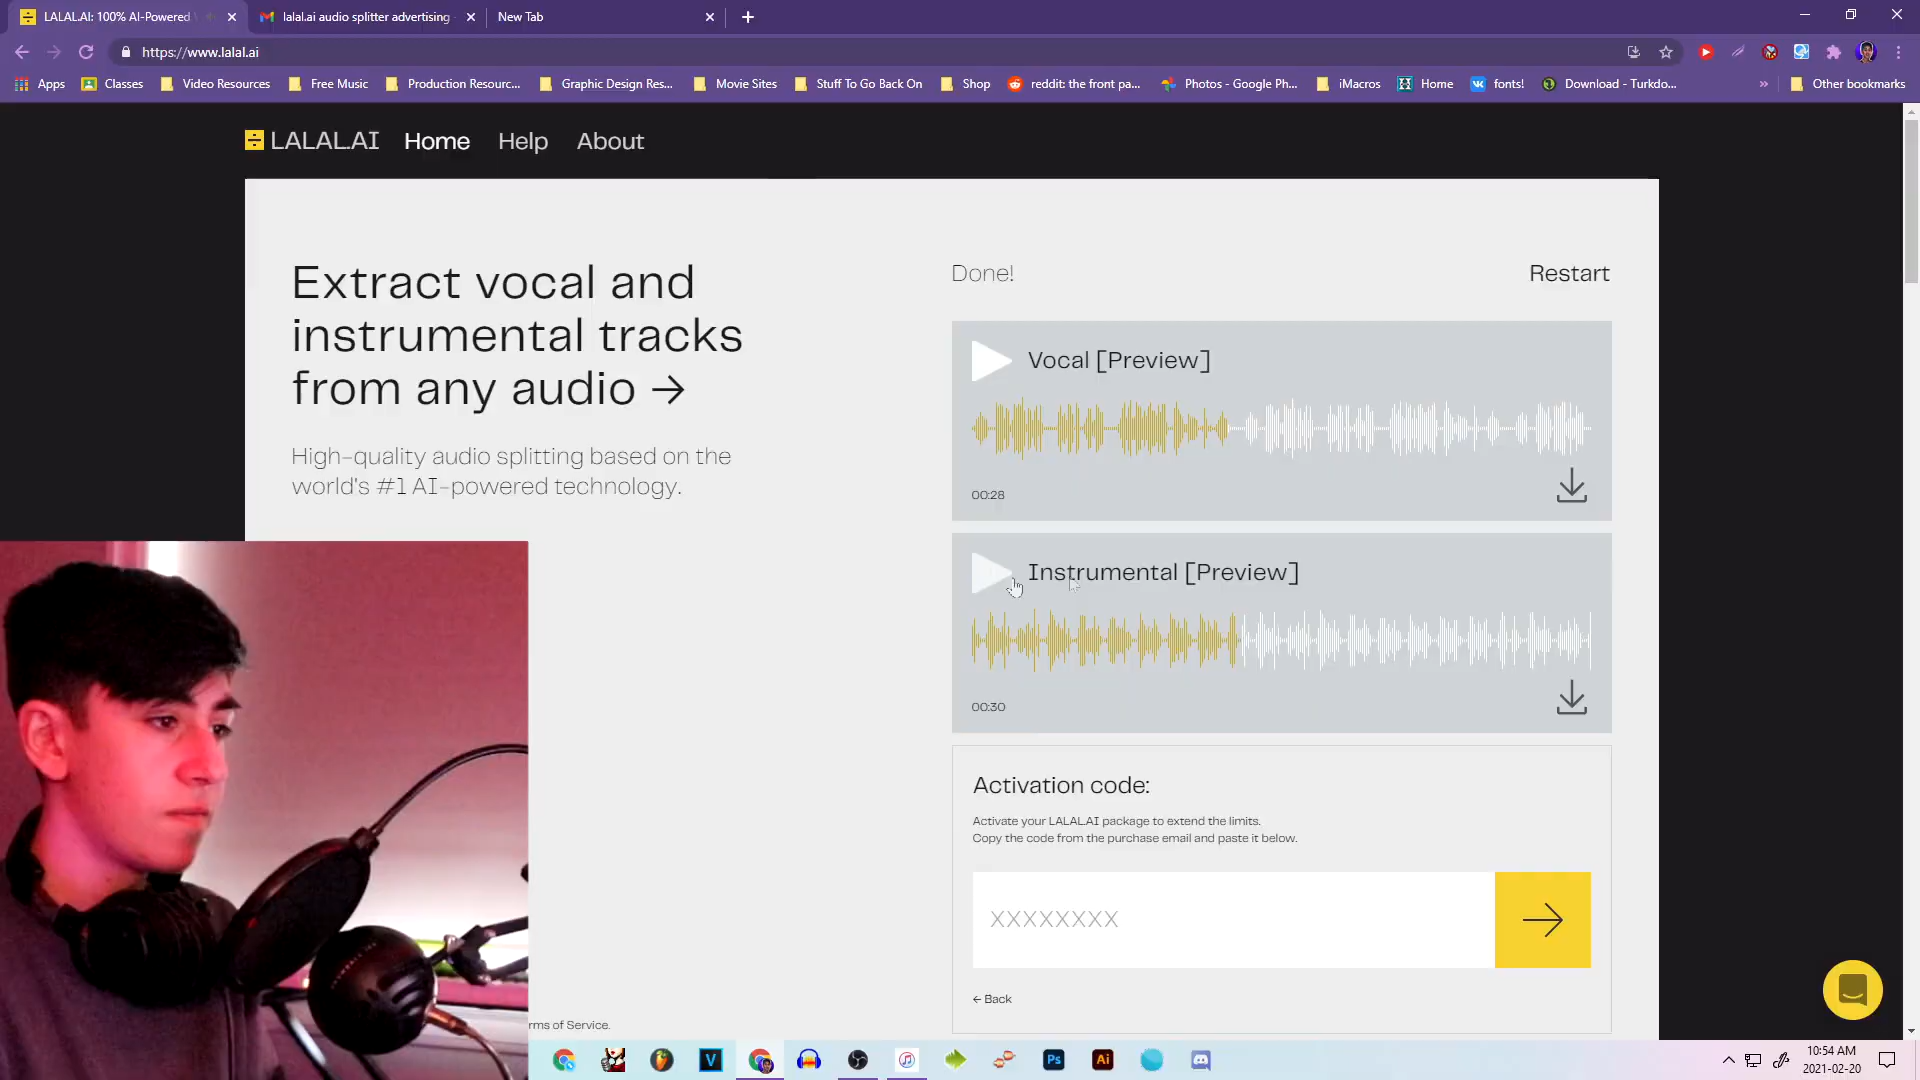 LALAL.AI: 100% AI-Powered
lalal.ai audio splitter advertising
New Tab
https://www.lalal.ai
Apps
Classes
Video Resources
Free Music
Production Resourc...
Graphic Design Res...
Movie Sites
Stuff To Go Back On
Shop
reddit: the front pa...
Photos - Google Ph...
iMacros
Home
fonts!
Download - Turkdo...
»
Other bookmarks
LALAL.AI
Home
Help
About
Extract vocal and
instrumental tracks
from any audio →
High-quality audio splitting based on the
world's #1 AI-powered technology.
Done!
Restart
Vocal [Preview]
00:28
Instrumental [Preview]
00:30
Activation code:
Activate your LALAL.AI package to extend the limits.
Copy the code from the purchase email and paste it below.
XXXXXXXX
← Back
rms of Service.
V
Ps
Ai
10:54 AM
2021-02-20